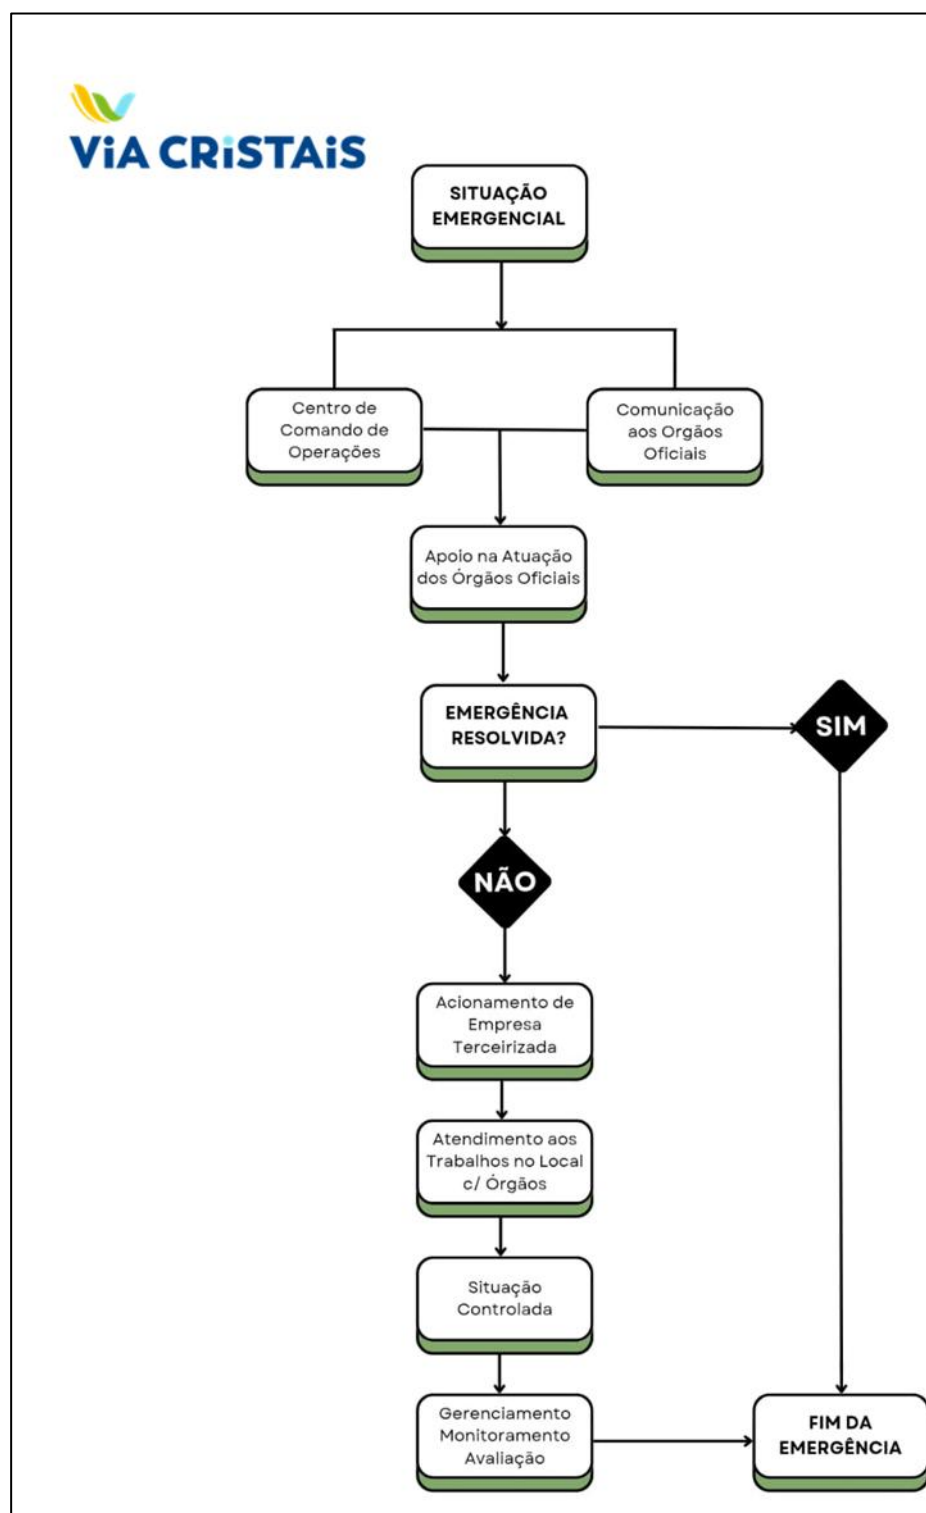 ViA CRiSTAiS
SITUAÇÃO
EMERGENCIAL
Centro de
Comando de
Operações
Comunicação
aos Orgãos
Oficiais
Apoio na Atuação
dos Órgãos Oficiais
EMERGÊNCIA
RESOLVIDA?
SIM
NÃO
Acionamento de
Empresa
Terceirizada
Atendimento aos
Trabalhos no Local
c/ Órgãos
Situação
Controlada
Gerenciamento
Monitoramento
Avaliação
FIM DA
EMERGÊNCIA